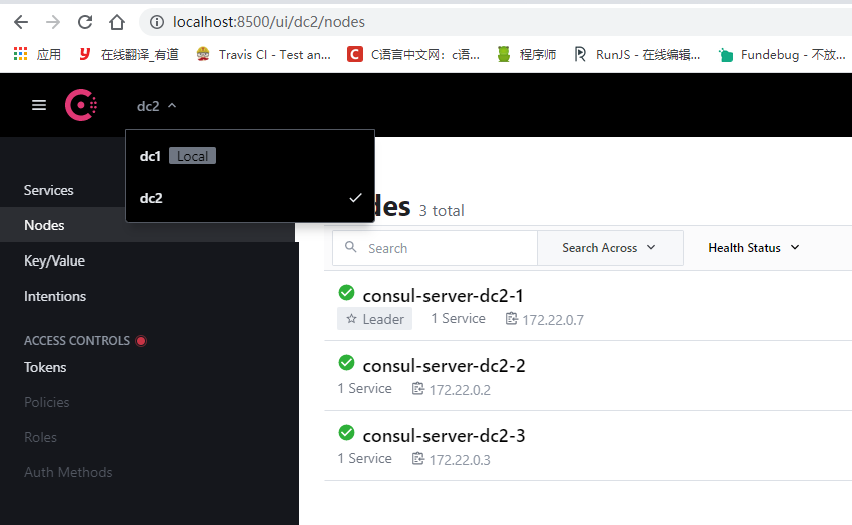 localhost:8500/ui/dc2/nodes
应用 在线翻译_有道 Travis CI - Test an... C语言中文网：c语... 程序师 RunJS - 在线编辑... Fundebug - 不放...
dc2
dc1 Local
dc2
Services
Nodes
Key/Value
Intentions
ACCESS CONTROLS
Tokens
Policies
Roles
Auth Methods
des 3 total
Search Search Across Health Status
consul-server-dc2-1
Leader 1 Service 172.22.0.7
consul-server-dc2-2
1 Service 172.22.0.2
consul-server-dc2-3
1 Service 172.22.0.3